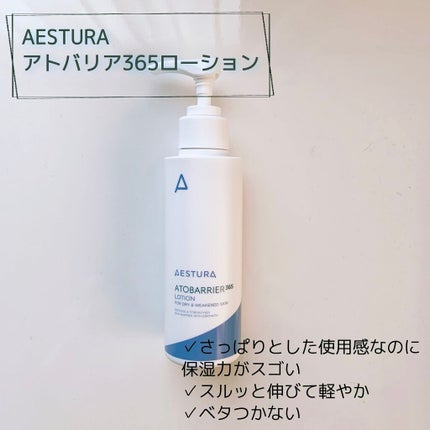 AESTURA
アトバリア365ローション
AESTURA
ATOBARRIER365
LOTION
FOR DRY & WEAKENED SKIN
✓さっぱりとした使用感なのに
保湿力がスゴい
✓スルッと伸びて軽やか
✓ベタつかない